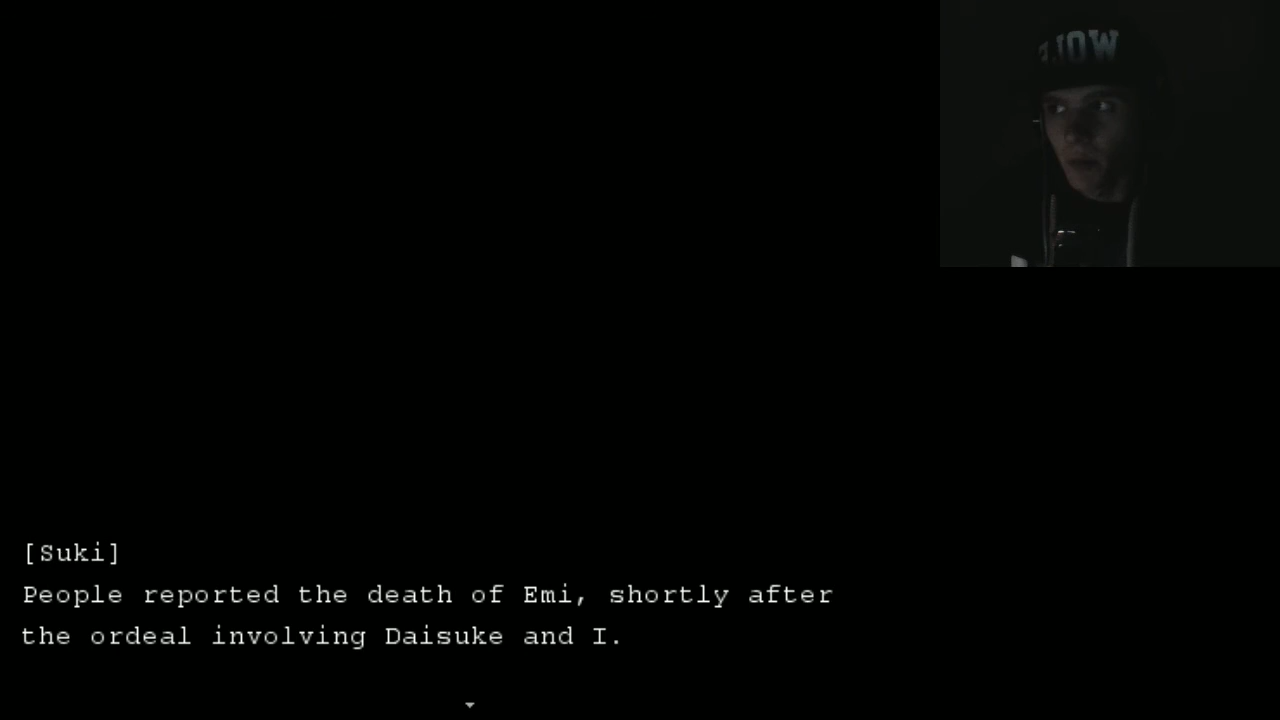 [Suki]
People reported the death of Emi, shortly after
the ordeal involving Daisuke and I.